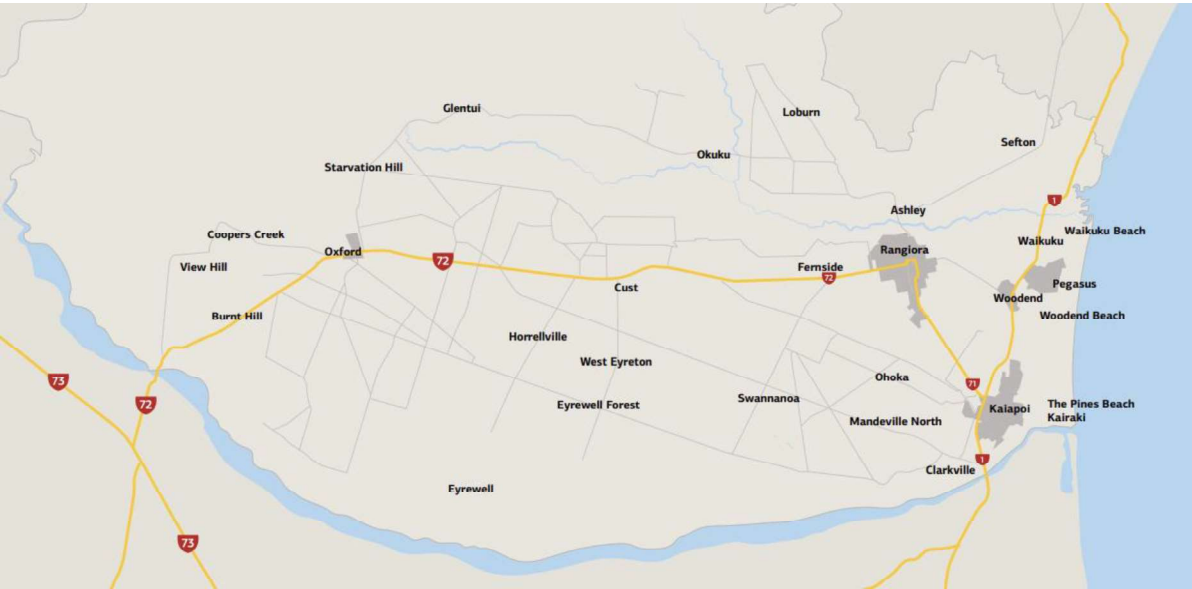 Glentui
Loburn
Sefton
Okuku
Starvation Hill
1
Ashley
Waikuku Beach
Coopers Creek
Waikuku
Oxford
Rangiora
72
View Hill
Fernside
72
Pegasus
Cust
Woodend
Burnt Hill
Woodend Beach
Horrellville
West Eyreton
73
Ohoka
71
72
Eyrewell Forest
Swannanoa
Kaiapoi
The Pines Beach
Kairaki
Mandeville North
1
Clarkville
Eyrewell
73